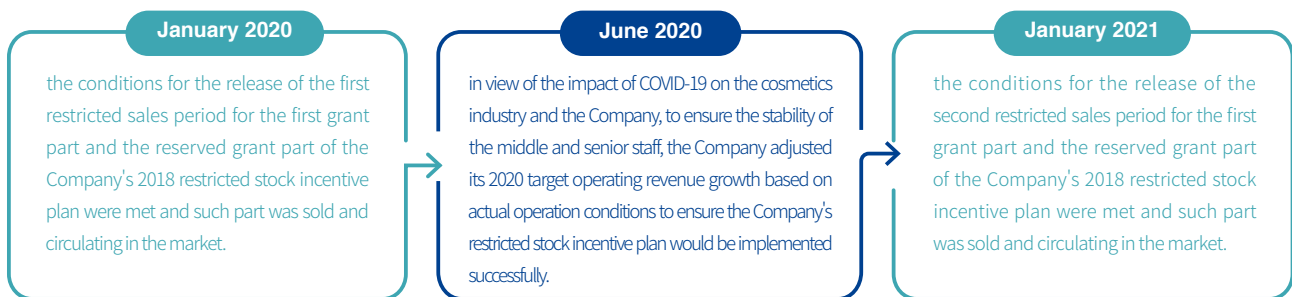 January 2020
the conditions for the release of the first
restricted sales period for the first grant
part and the reserved grant part of the
Company's 2018 restricted stock incentive
plan were met and such part was sold and
circulating in the market.
June 2020
in view of the impact of COVID-19 on the cosmetics
industry and the Company, to ensure the stability of
the middle and senior staff, the Company adjusted
its 2020 target operating revenue growth based on
actual operation conditions to ensure the Company's
restricted stock incentive plan would be implemented
successfully.
January 2021
the conditions for the release of the
second restricted sales period for the first
grant part and the reserved grant part
of the Company's 2018 restricted stock
incentive plan were met and such part
was sold and circulating in the market.